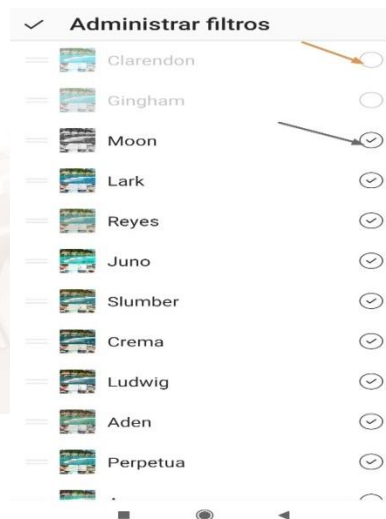 Administrar filtros
Clarendon
Gingham
Moon
Lark
Reyes
Juno
Slumber
Crema
Ludwig
Aden
Perpetua